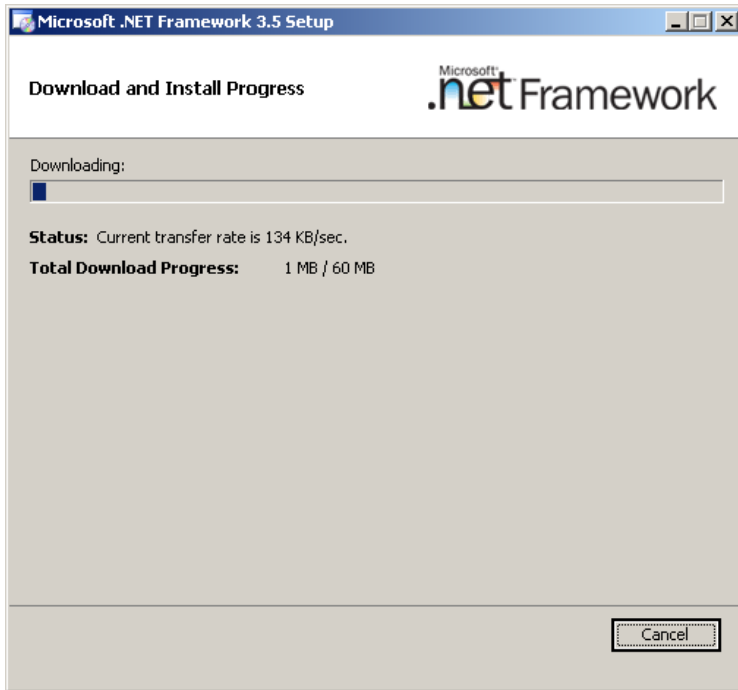 Microsoft .NET Framework 3.5 Setup
Download and Install Progress
Microsoft
.net Framework
Downloading:
Status: Current transfer rate is 134 KB/sec.
Total Download Progress: 1 MB / 60 MB
Cancel